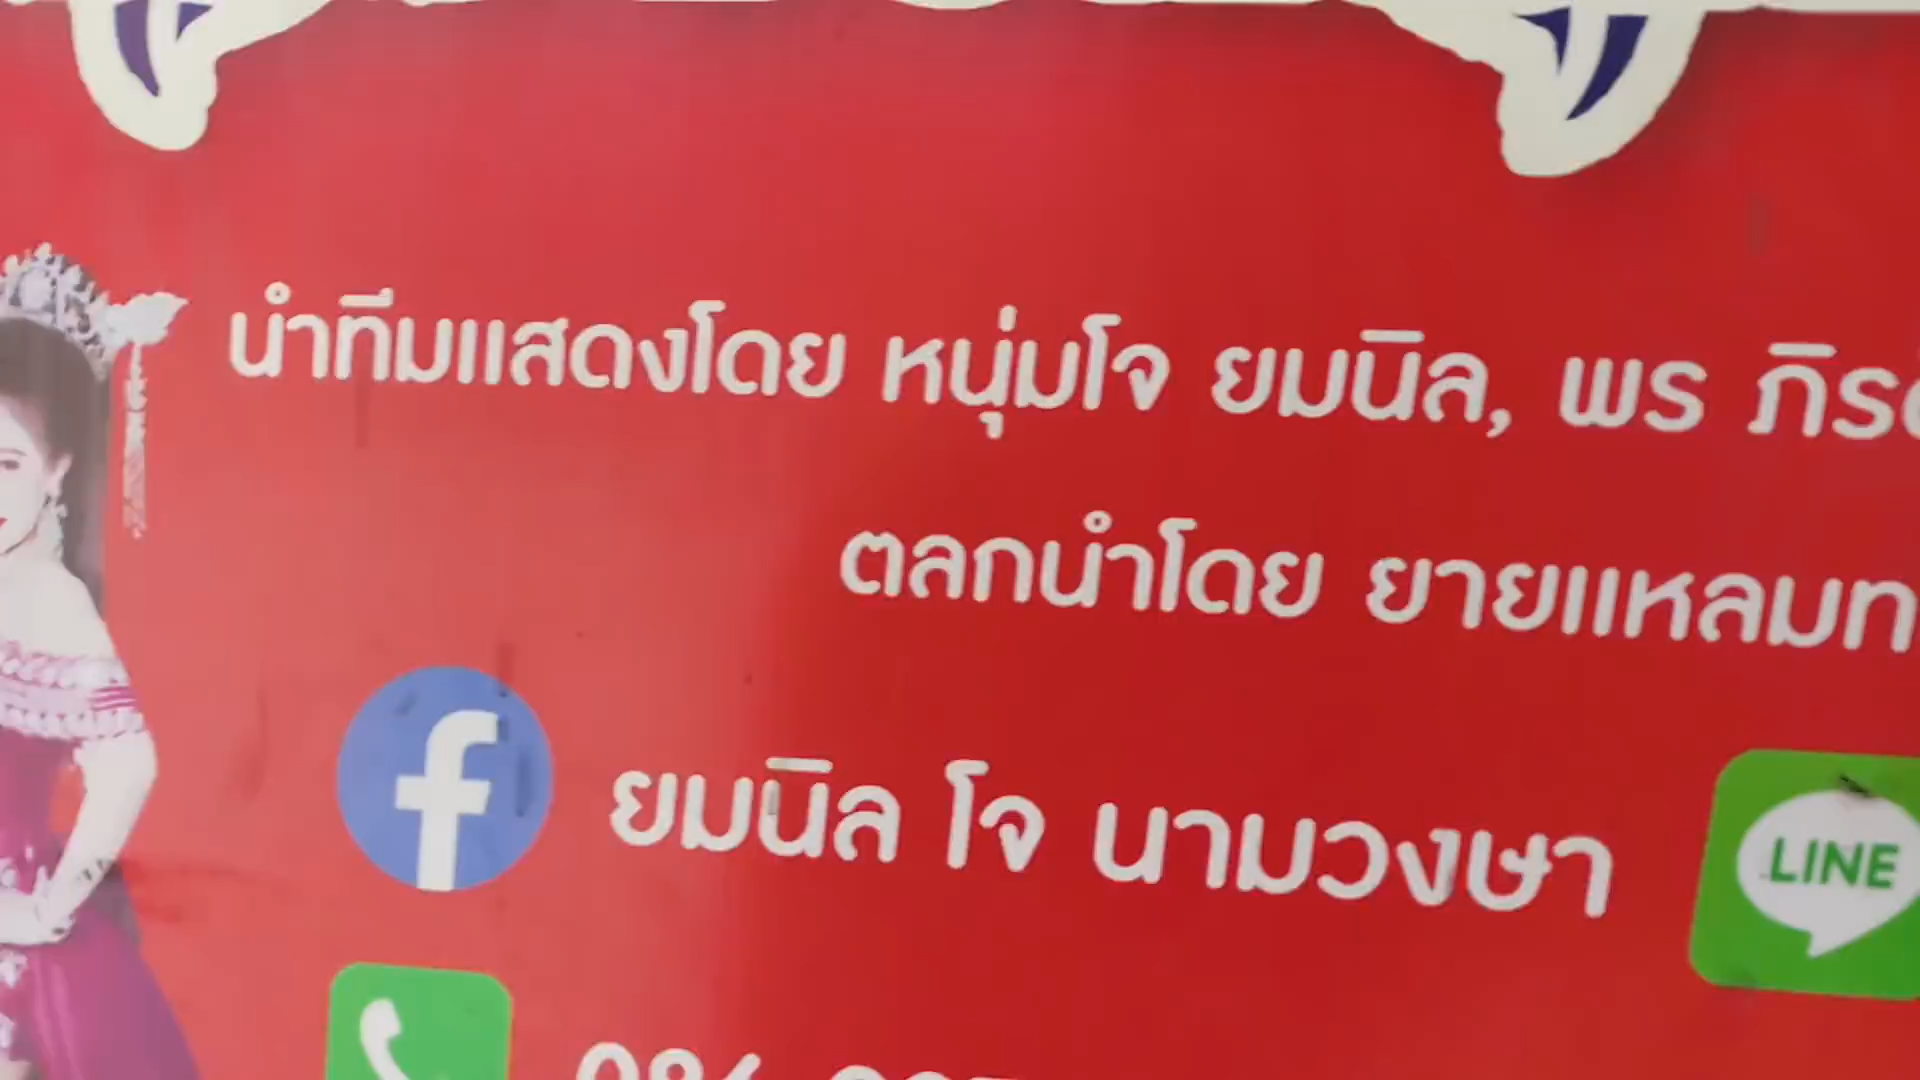 นำทีมแสดงโดย หนุ่มโจ ยมนิล, พร
ตลกนำโดย ยายแหลมท
ยมนิล โจ นามวงษา
LINE